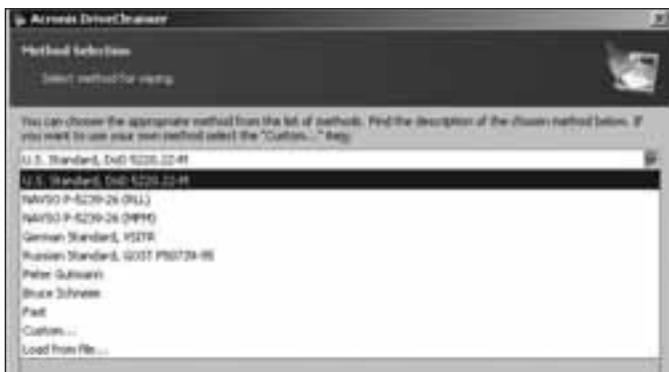 Acronis DriveCleanser
Method Selection
Select method for wiping.
You can choose the appropriate method from the list of methods. Find the description of the chosen method below. If
you want to use your own method select the "Custom..." item.
U.S. Standard, DoD 5220.22-M
U.S. Standard, DoD 5220.22-M
NAVSO P-5239-26 (RLL)
NAVSO P-5239-26 (MFM)
German Standard, VSITR
Russian Standard, GOST P50739-95
Peter Gutmann
Bruce Schneier
Fast
Custom...
Load from file...